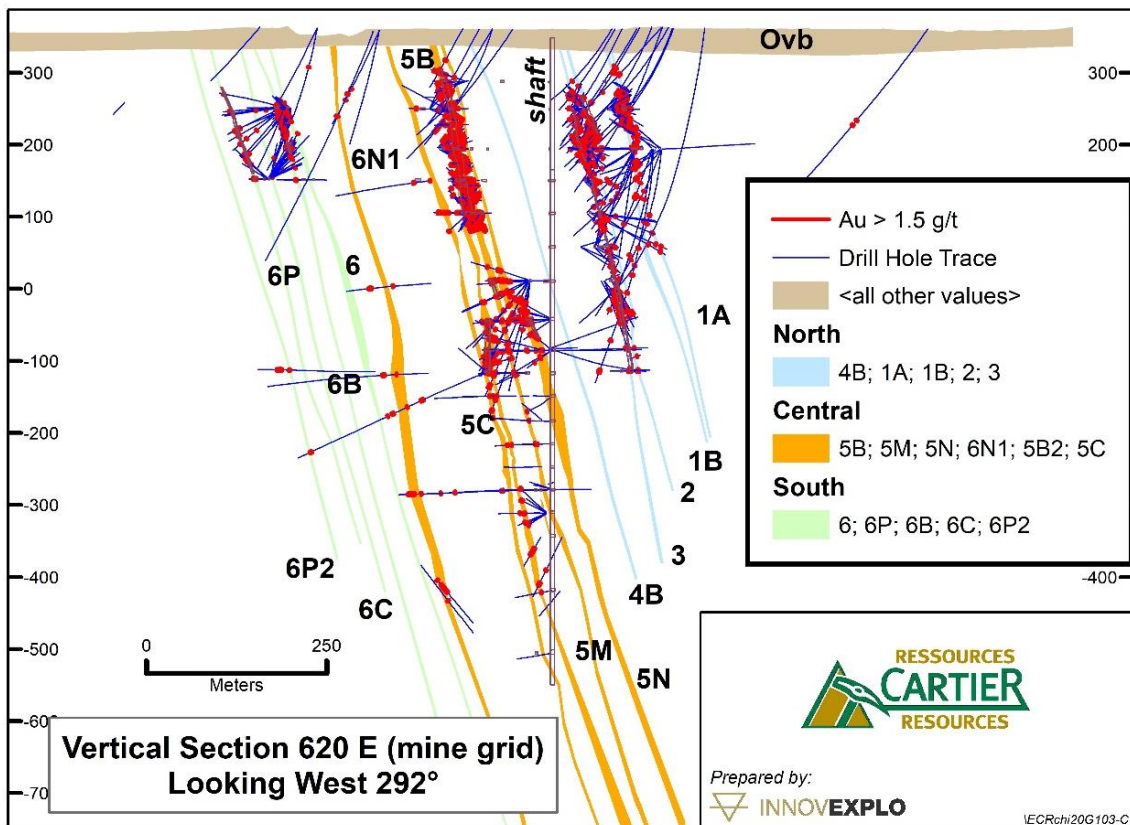 Ovb
5B
shaft
300
300
200
200
6N1
100
Au > 1.5 g/t
Drill Hole Trace
<all other values>
North
4B; 1A; 1B; 2; 3
Central
5B; 5M; 5N; 6N1; 5B2; 5C
South
6; 6P; 6B; 6C; 6P2
6P
6
0
1A
-100
6B
5C
-200
1B
2
-300
3
6P2
-400
-400
4B
6C
0
250
Meters
-500
5M
5N
-600
-700
Vertical Section 620 E (mine grid)
Looking West 292°
RESSOURCES
CARTIER
RESOURCES
Prepared by:
INNOVEXPLO
\ECRchi20G103-C